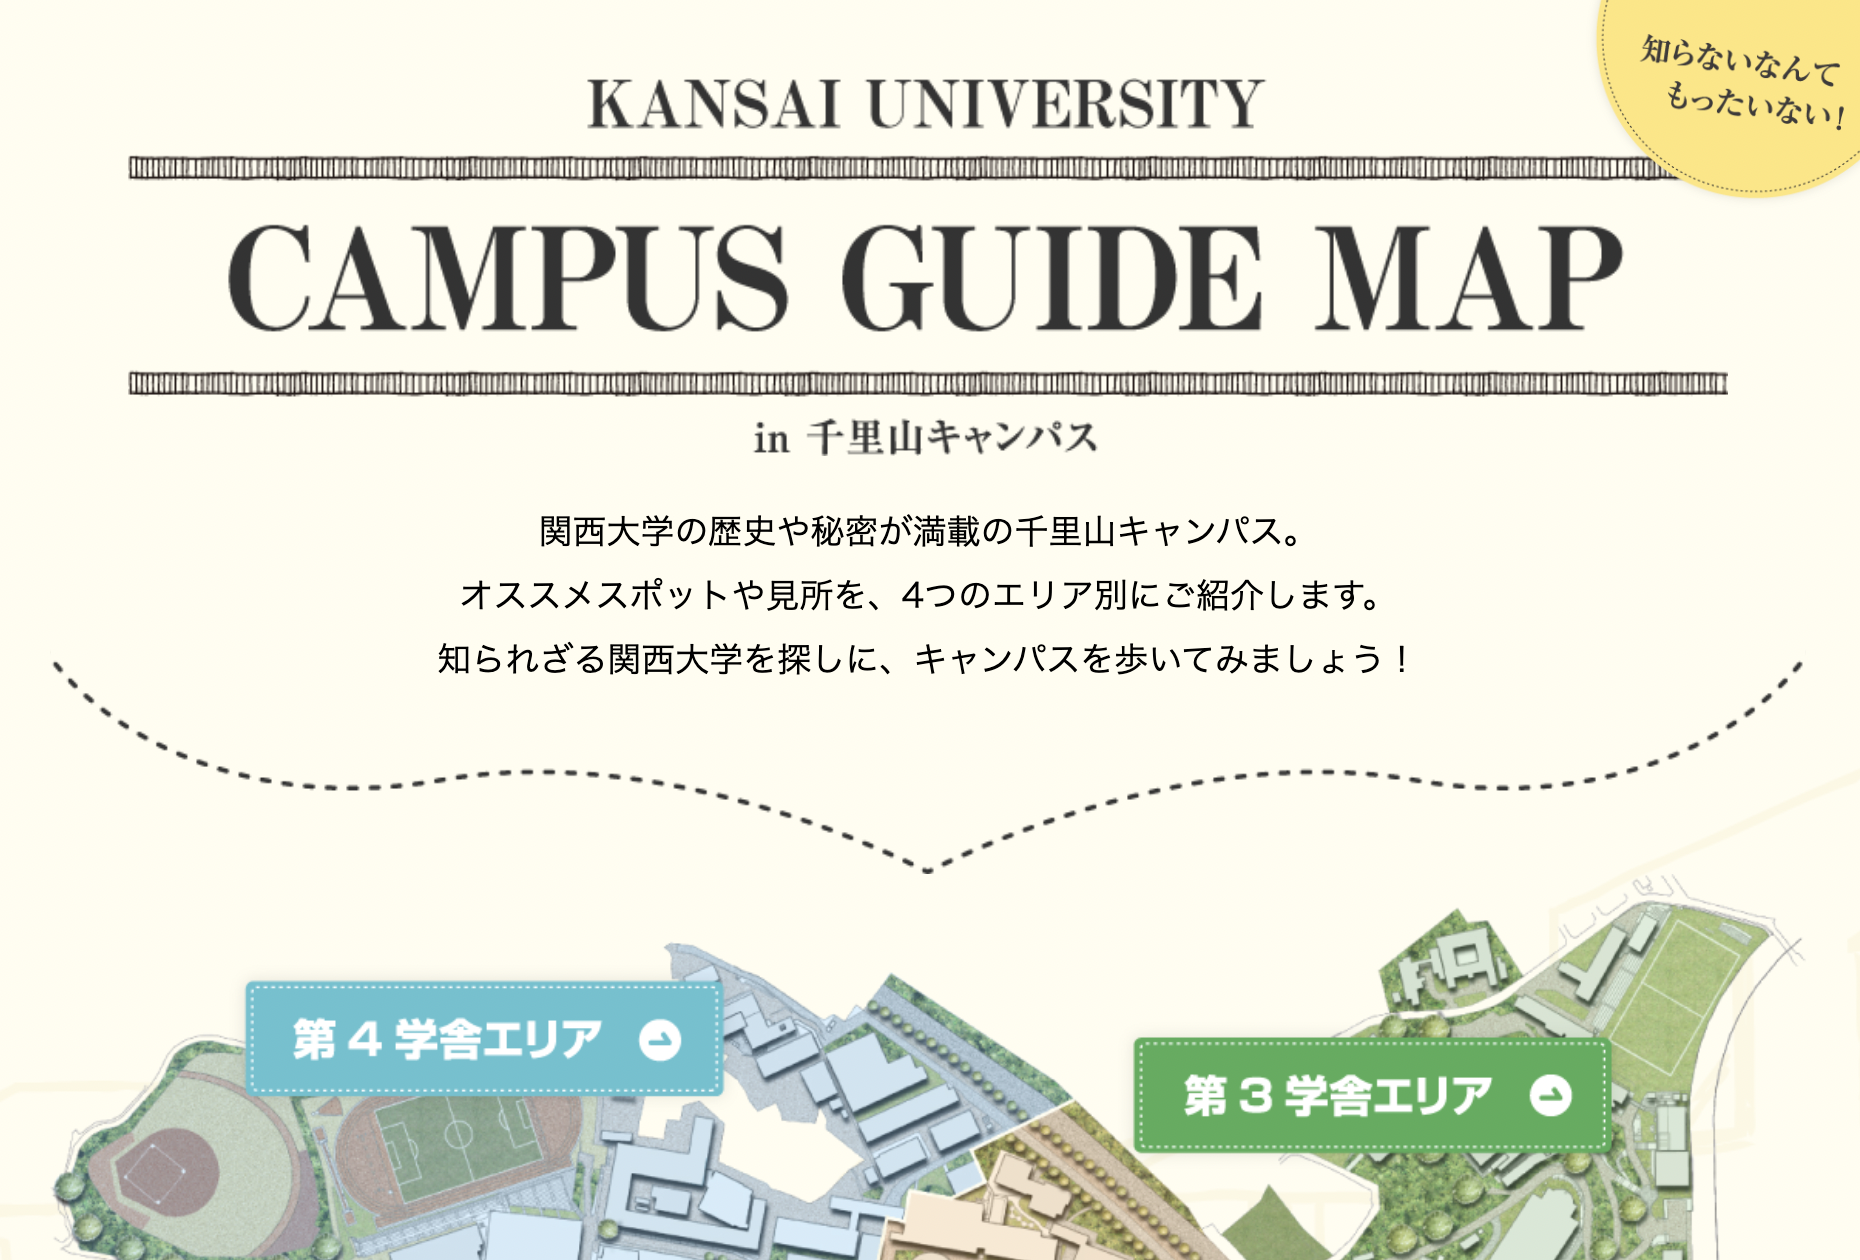 知らないなんて
もったいない!
KANSAI UNIVERSITY
CAMPUS GUIDE MAP
in 千里山キャンパス
関西大学の歴史や秘密が満載の千里山キャンパス。
オススメスポットや見所を、4つのエリア別にご紹介します。
知られざる関西大学を探しに、キャンパスを歩いてみましょう！
第4学舎エリア
第3学舎エリア